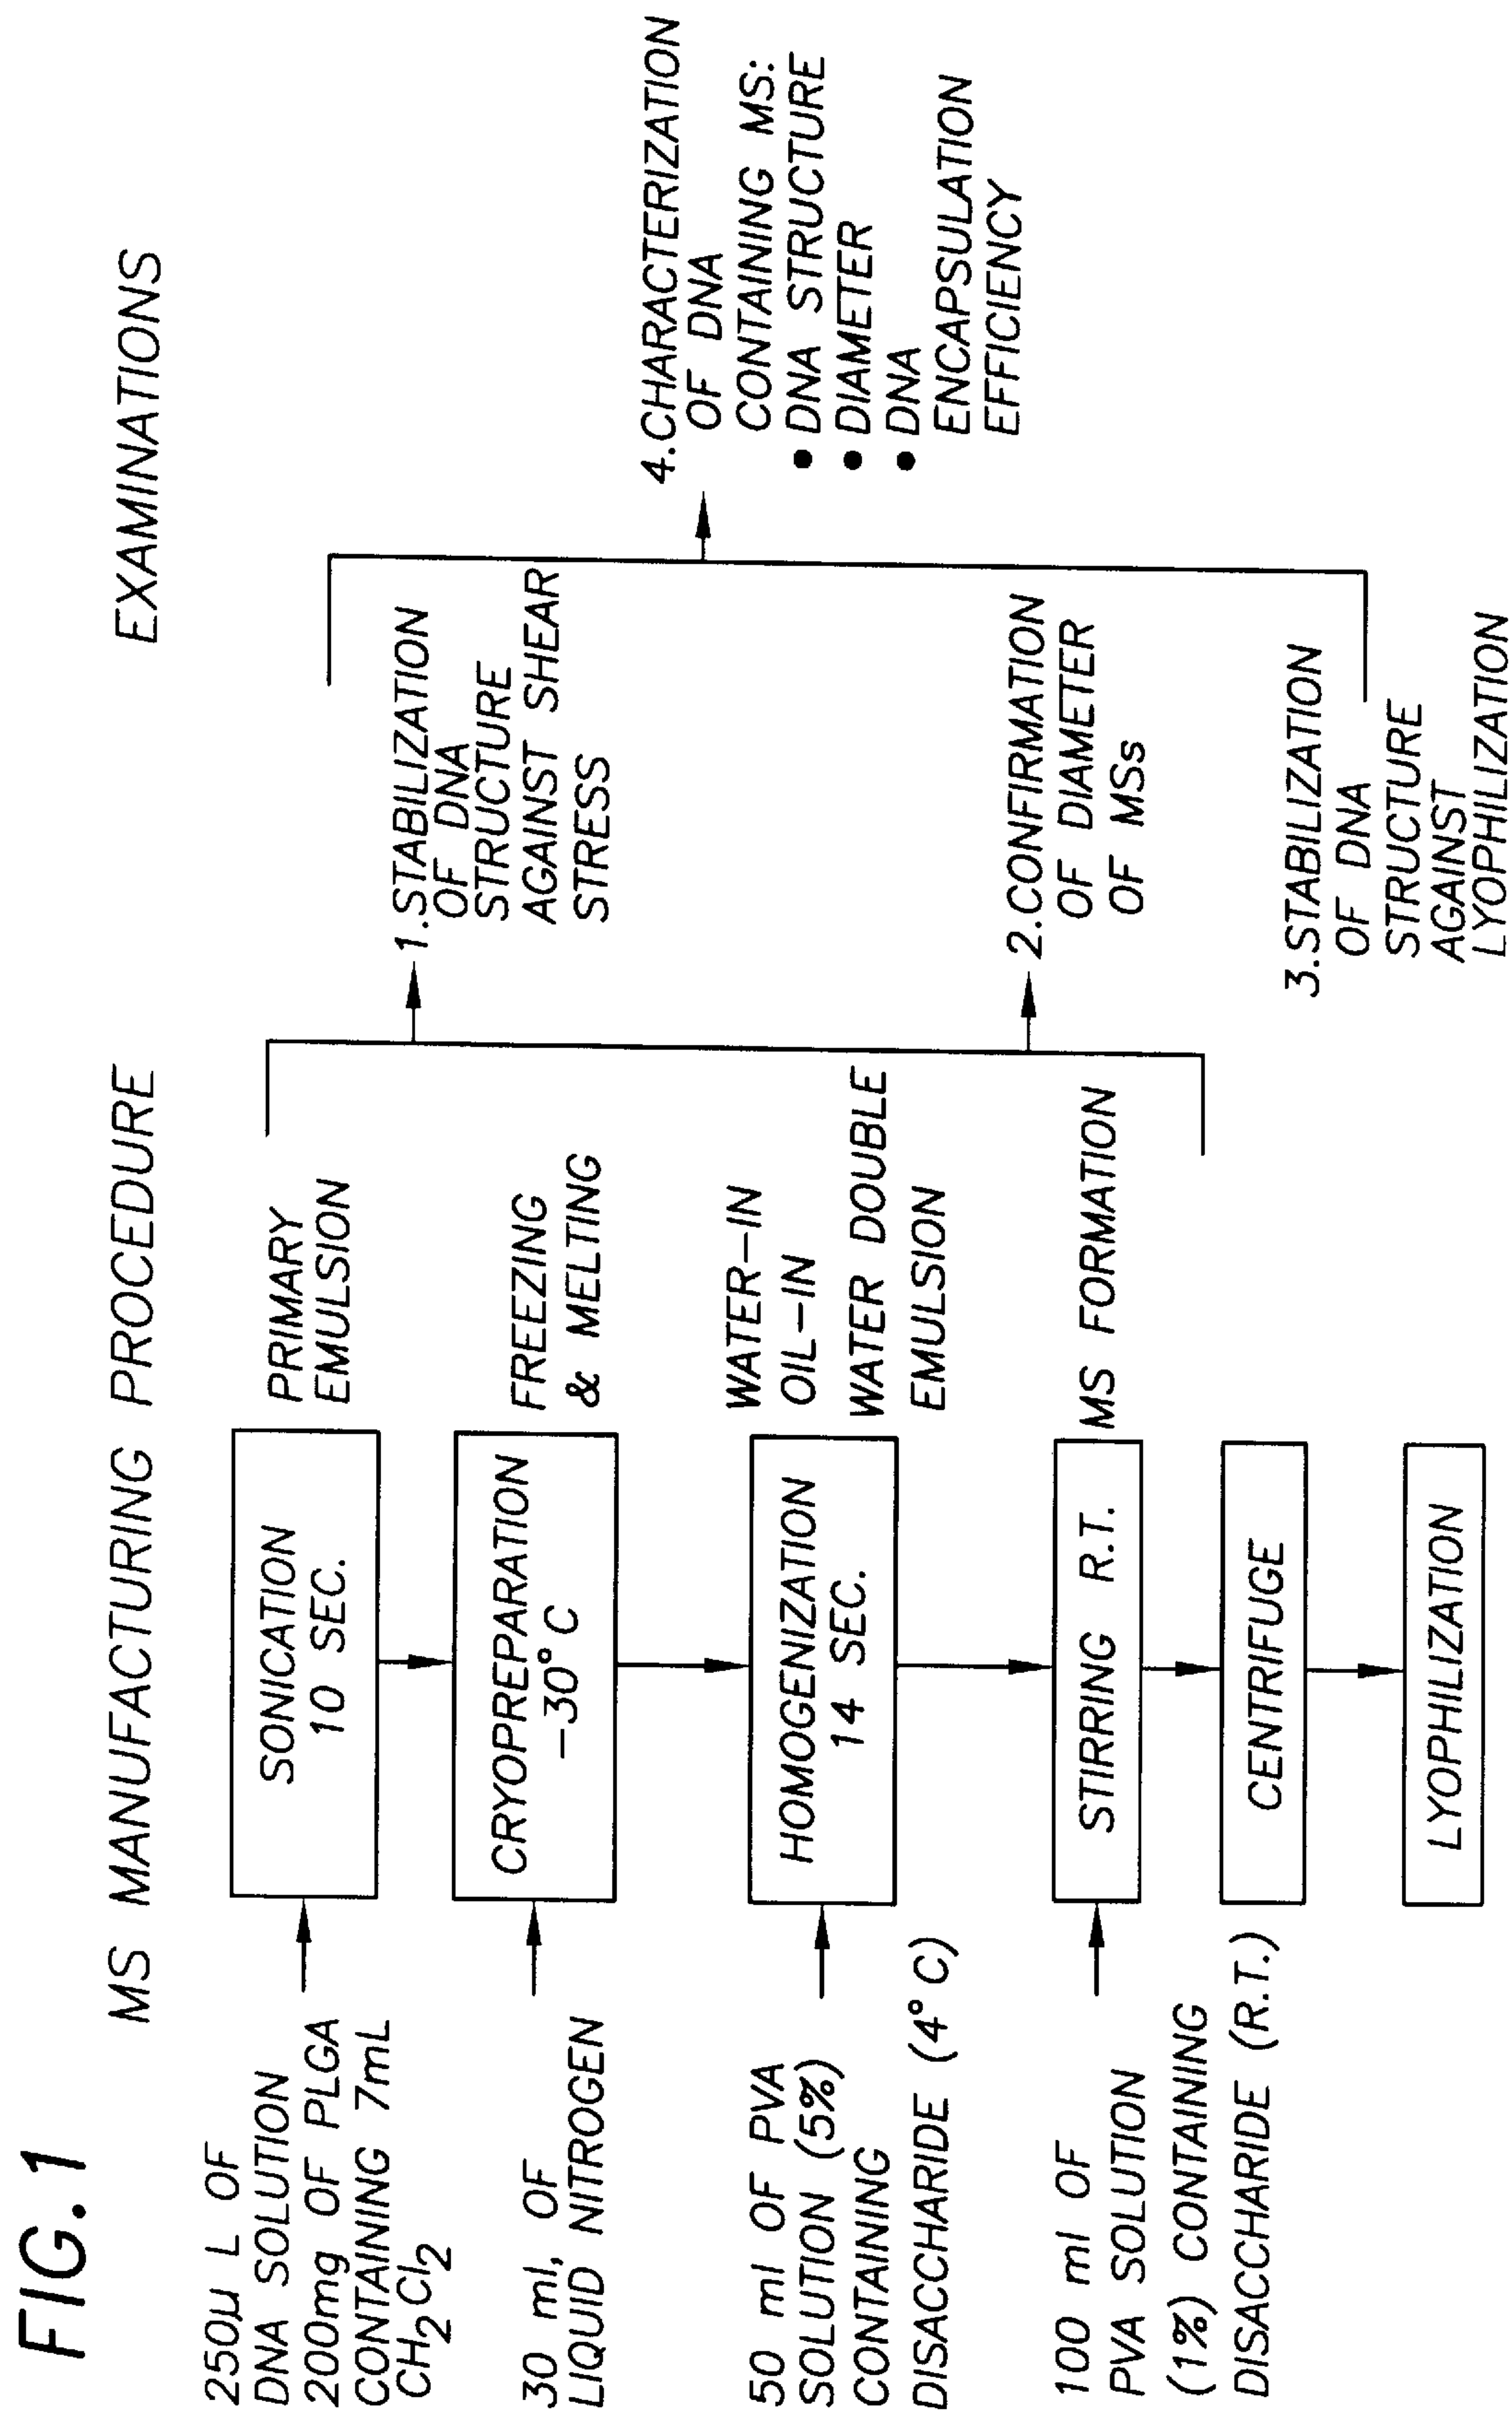 FIG.1
MS MANUFACTURING PROCEDURE
EXAMINATIONS
250μ L OF
DNA SOLUTION
200mg OF PLGA
CONTAINING 7mL
CH2Cl2
SONICATION
10 SEC.
PRIMARY
EMULSION
30 ml, OF
LIQUID NITROGEN
CRYOPREPARATION
−30° C
FREEZING
& MELTING
50 ml OF PVA
SOLUTION (5%)
CONTAINING
DISACCHARIDE (4° C)
HOMOGENIZATION
14 SEC.
WATER−IN
OIL−IN
WATER DOUBLE
EMULSION
100 ml OF
PVA SOLUTION
(1%) CONTAINING
DISACCHARIDE (R.T.)
STIRRING R.T.
MS FORMATION
CENTRIFUGE
LYOPHILIZATION
1.STABILIZATION
OF DNA
STRUCTURE
AGAINST SHEAR
STRESS
2.CONFIRMATION
OF DIAMETER
OF MSs
3.STABILIZATION
OF DNA
STRUCTURE
AGAINST
LYOPHILIZATION
4.CHARACTERIZATION
OF DNA
CONTAINING MS:
● DNA STRUCTURE
● DIAMETER
● DNA
ENCAPSULATION
EFFICIENCY